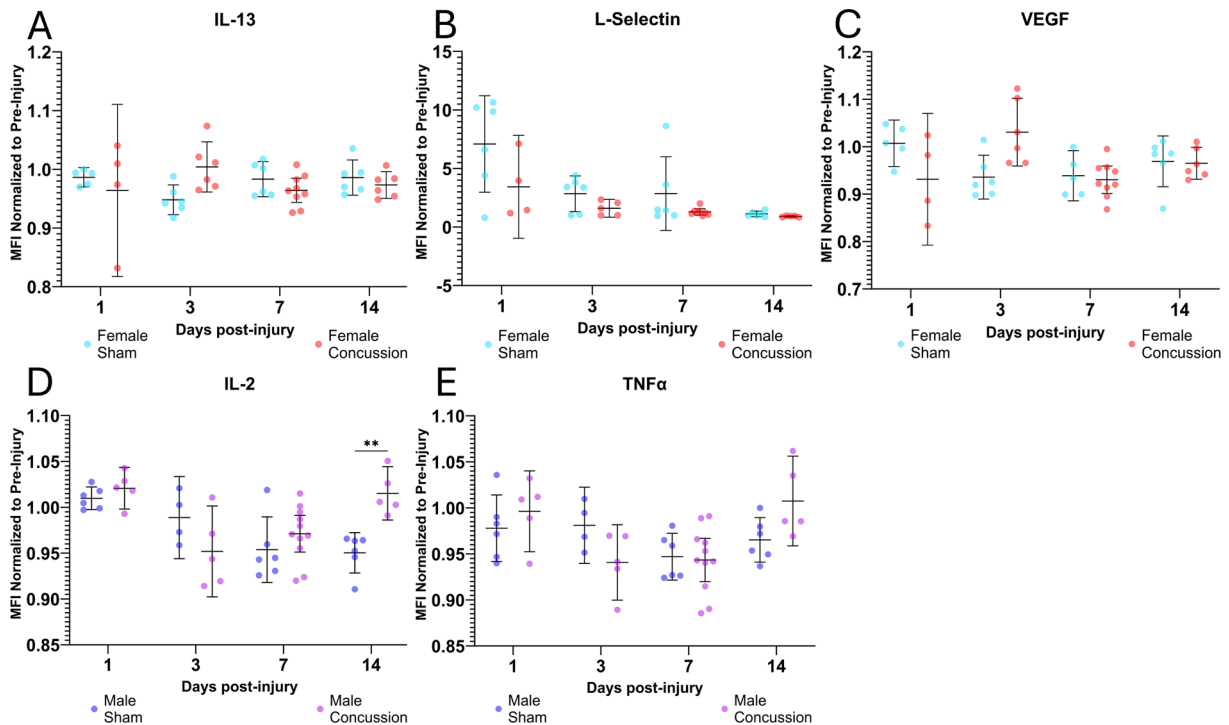 A
IL-13
MFI Normalized to Pre-Injury
1.2
1.1
1.0
0.9
0.8
1 3 7 14
Days post-injury
Female
Sham
Female
Concussion
B
L-Selectin
MFI Normalized to Pre-Injury
15
10
5
0
-5
1 3 7 14
Days post-injury
Female
Sham
Female
Concussion
C
VEGF
MFI Normalized to Pre-Injury
1.2
1.1
1.0
0.9
0.8
0.7
1 3 7 14
Days post-injury
Female
Sham
Female
Concussion
D
IL-2
MFI Normalized to Pre-Injury
1.10
1.05
1.00
0.95
0.90
0.85
**
1 3 7 14
Days post-injury
Male
Sham
Male
Concussion
E
TNFα
MFI Normalized to Pre-Injury
1.10
1.05
1.00
0.95
0.90
0.85
1 3 7 14
Days post-injury
Male
Sham
Male
Concussion